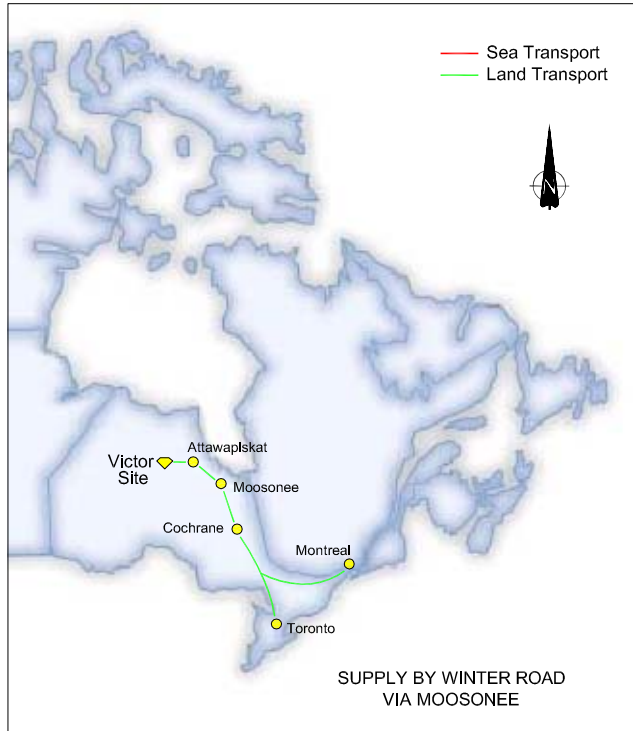 Sea Transport
Land Transport
N
Attawapiskat
Victor
Site
Moosonee
Cochrane
Montreal
Toronto
SUPPLY BY WINTER ROAD
VIA MOOSONEE